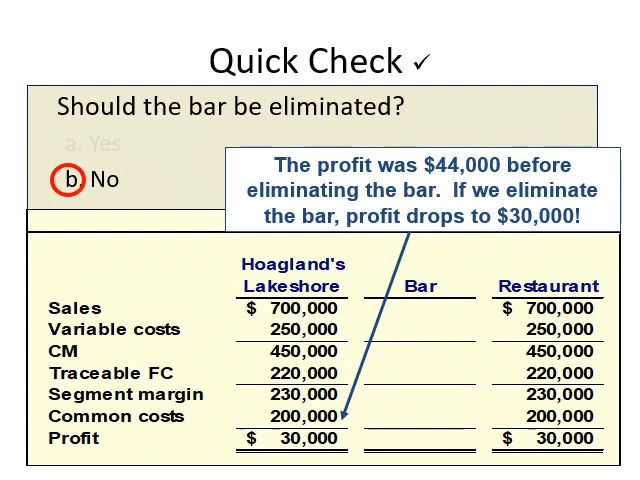 Quick Check ✓
Should the bar be eliminated?
a. Yes
b. No
The profit was $44,000 before
eliminating the bar. If we eliminate
the bar, profit drops to $30,000!
Hoagland's
Lakeshore Bar Restaurant
Sales $ 700,000 $ 700,000
Variable costs 250,000 250,000
CM 450,000 450,000
Traceable FC 220,000 220,000
Segment margin 230,000 230,000
Common costs 200,000 200,000
Profit $ 30,000 $ 30,000